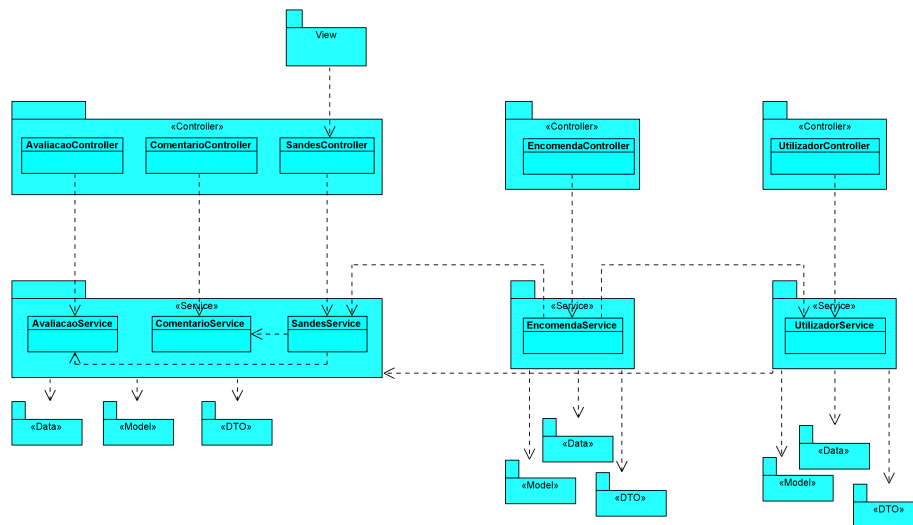 View
«Controller»
AvaliacaoController
ComentarioController
SandesController
«Controller»
EncomendaController
«Controller»
UtilizadorController
«Service»
AvaliacaoService
ComentarioService
SandesService
«Service»
EncomendaService
«Service»
UtilizadorService
«Data»
«Model»
«DTO»
«Data»
«Model»
«DTO»
«Data»
«Model»
«DTO»